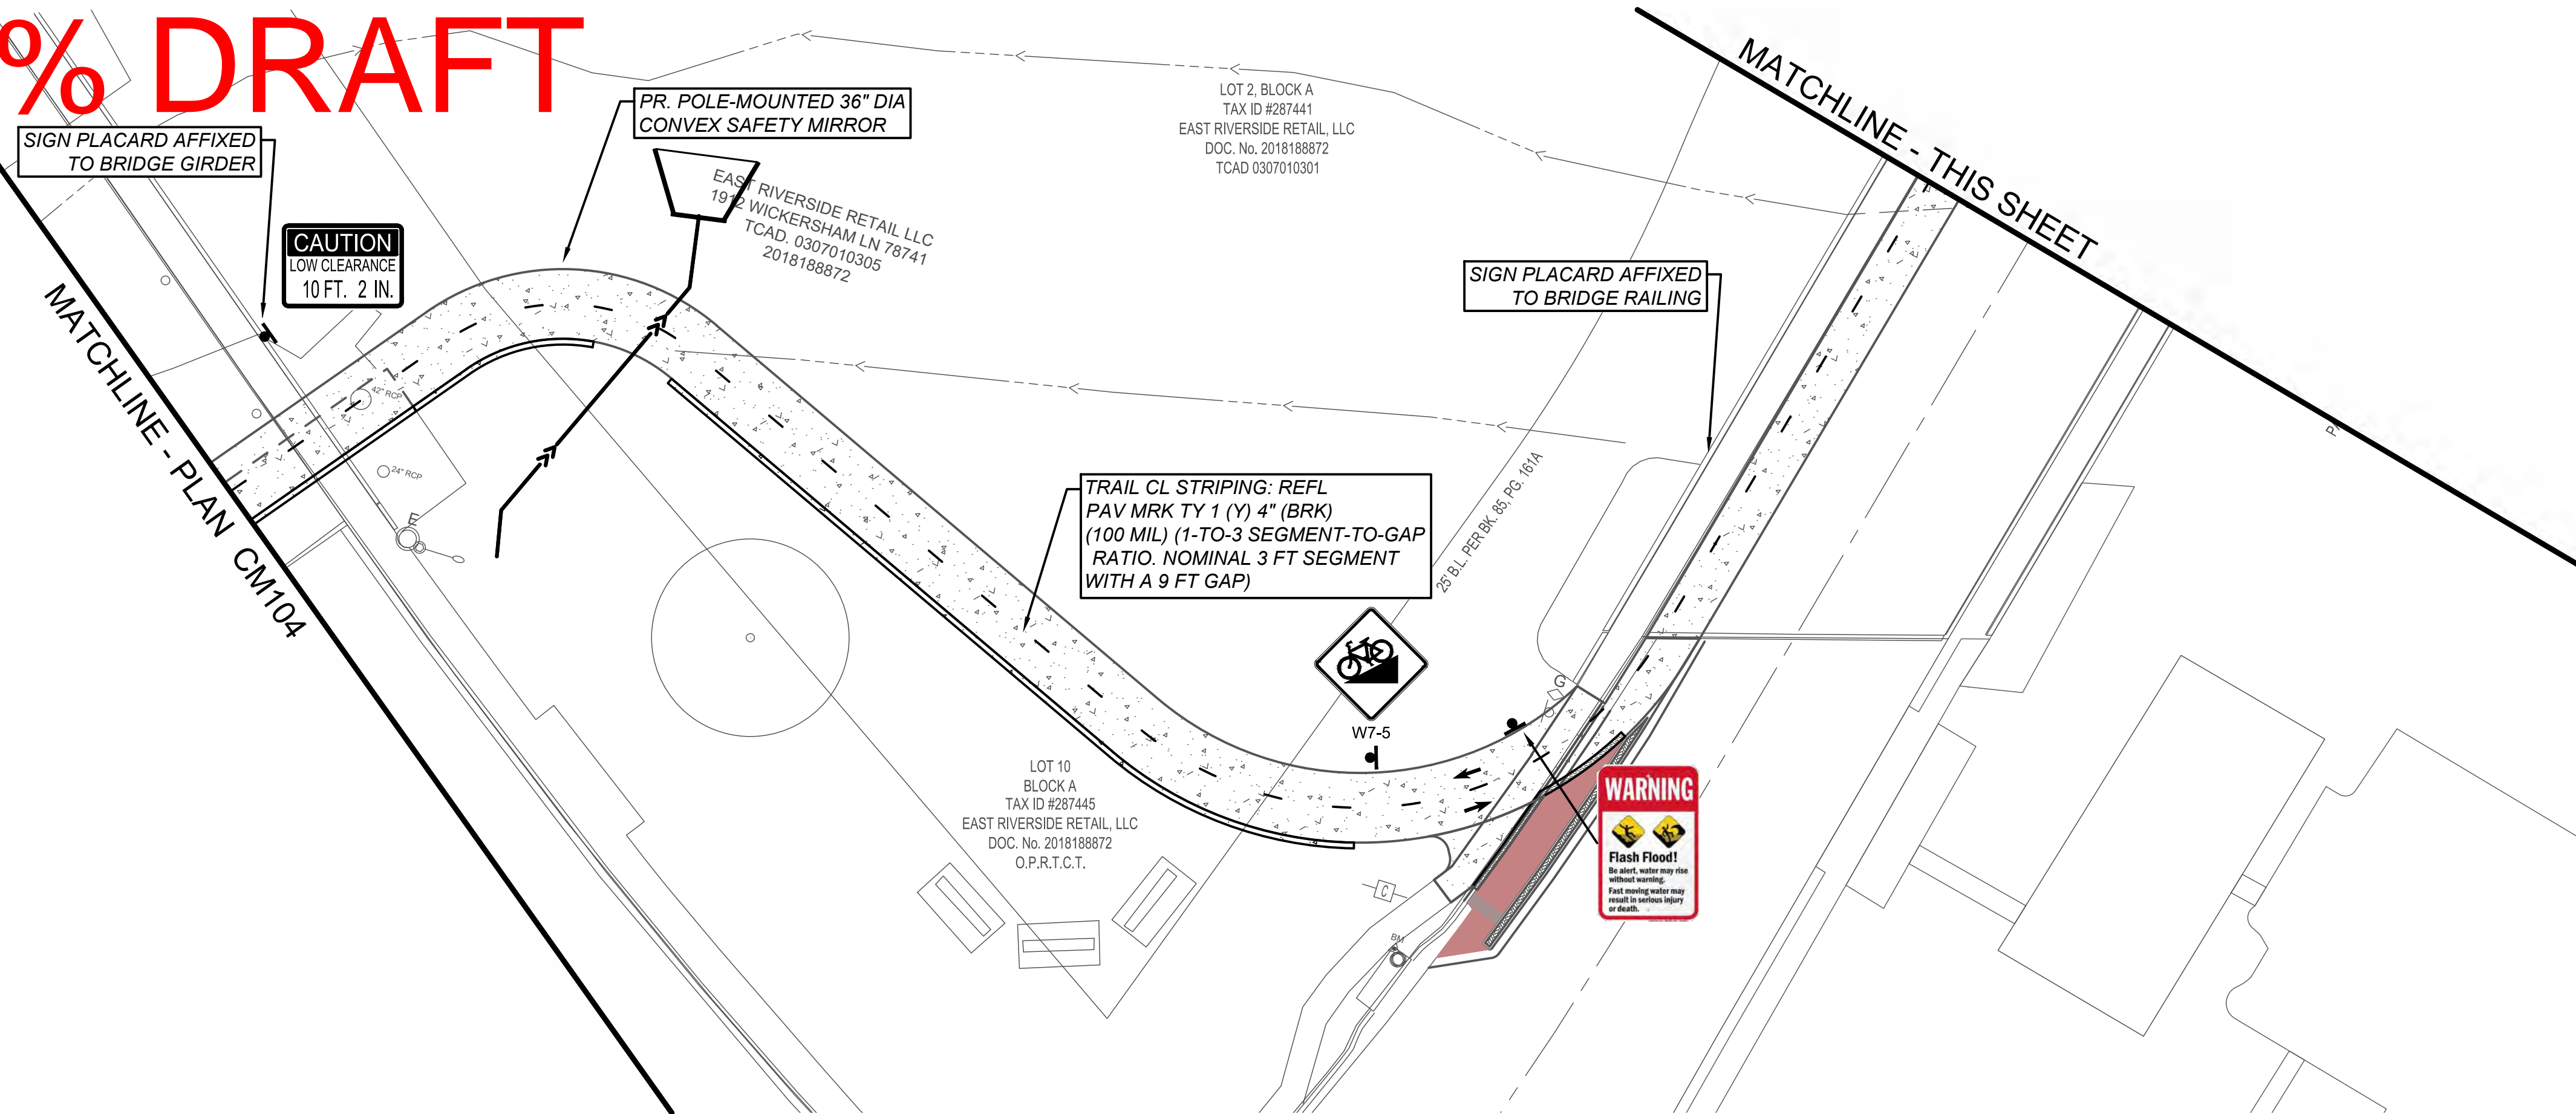 % DRAFT
SIGN PLACARD AFFIXED
TO BRIDGE GIRDER
PR. POLE-MOUNTED 36" DIA
CONVEX SAFETY MIRROR
CAUTION
LOW CLEARANCE
10 FT. 2 IN.
EAST RIVERSIDE RETAIL LLC
1912 WICKERSHAM LN 78741
TCAD. 0307010305
2018188872
LOT 2, BLOCK A
TAX ID #287441
EAST RIVERSIDE RETAIL, LLC
DOC. No. 2018188872
TCAD 0307010301
MATCHLINE - THIS SHEET
SIGN PLACARD AFFIXED
TO BRIDGE RAILING
MATCHLINE - PLAN CM104
42" RCP
24" RCP
E
TRAIL CL STRIPING: REFL
PAV MRK TY 1 (Y) 4" (BRK)
(100 MIL) (1-TO-3 SEGMENT-TO-GAP
RATIO. NOMINAL 3 FT SEGMENT
WITH A 9 FT GAP)
25' B.L. PER BK. 85, PG. 161A
W7-5
G
LOT 10
BLOCK A
TAX ID #287445
EAST RIVERSIDE RETAIL, LLC
DOC. No. 2018188872
O.P.R.T.C.T.
C
BM
WARNING
Flash Flood!
Be alert, water may rise
without warning.
Fast moving water may
result in serious injury
or death.